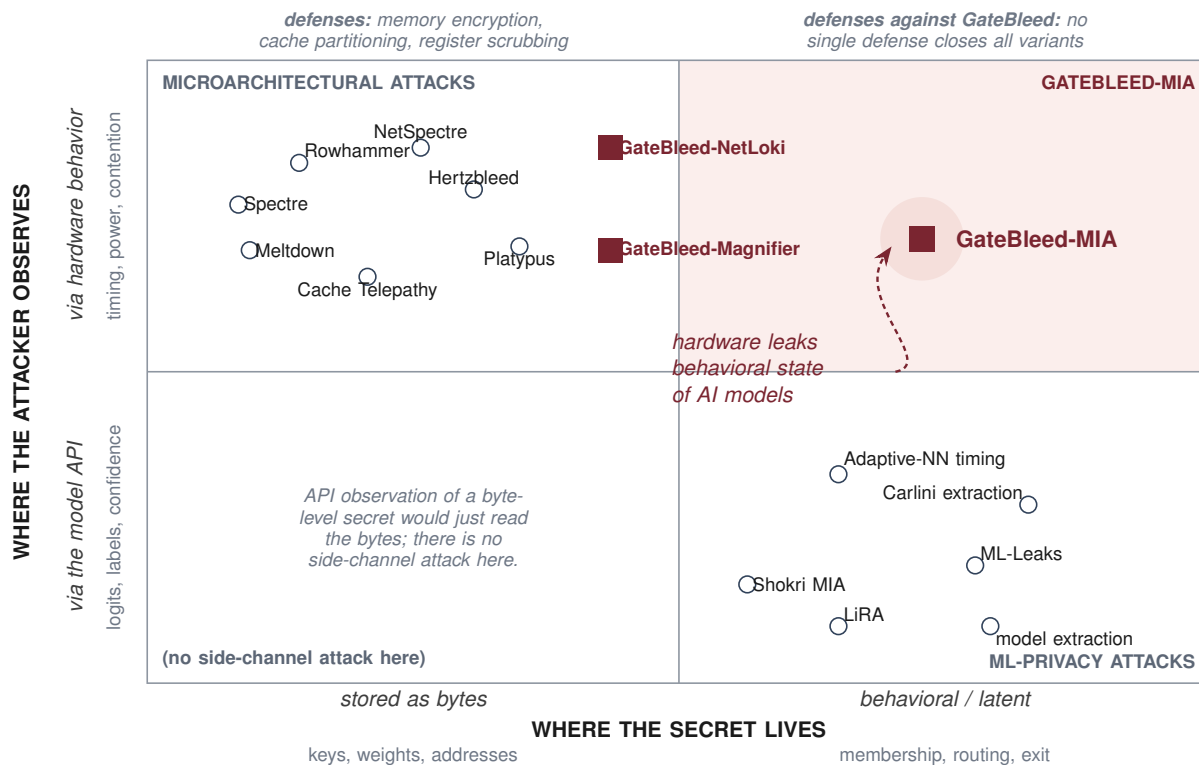 defenses: memory encryption,
cache partitioning, register scrubbing
defenses against GateBleed: no
single defense closes all variants
MICROARCHITECTURAL ATTACKS
GATEBLEED-MIA
NetSpectre
Rowhammer
GateBleed-NetLoki
Hertzbleed
Spectre
GateBleed-MIA
Meltdown
Platypus
GateBleed-Magnifier
Cache Telepathy
hardware leaks
behavioral state
of AI models
WHERE THE ATTACKER OBSERVES
via hardware behavior
timing, power, contention
via the model API
logits, labels, confidence
API observation of a byte-
level secret would just read
the bytes; there is no
side-channel attack here.
Adaptive-NN timing
Carlini extraction
ML-Leaks
Shokri MIA
LiRA
model extraction
(no side-channel attack here)
ML-PRIVACY ATTACKS
stored as bytes
behavioral / latent
WHERE THE SECRET LIVES
keys, weights, addresses
membership, routing, exit